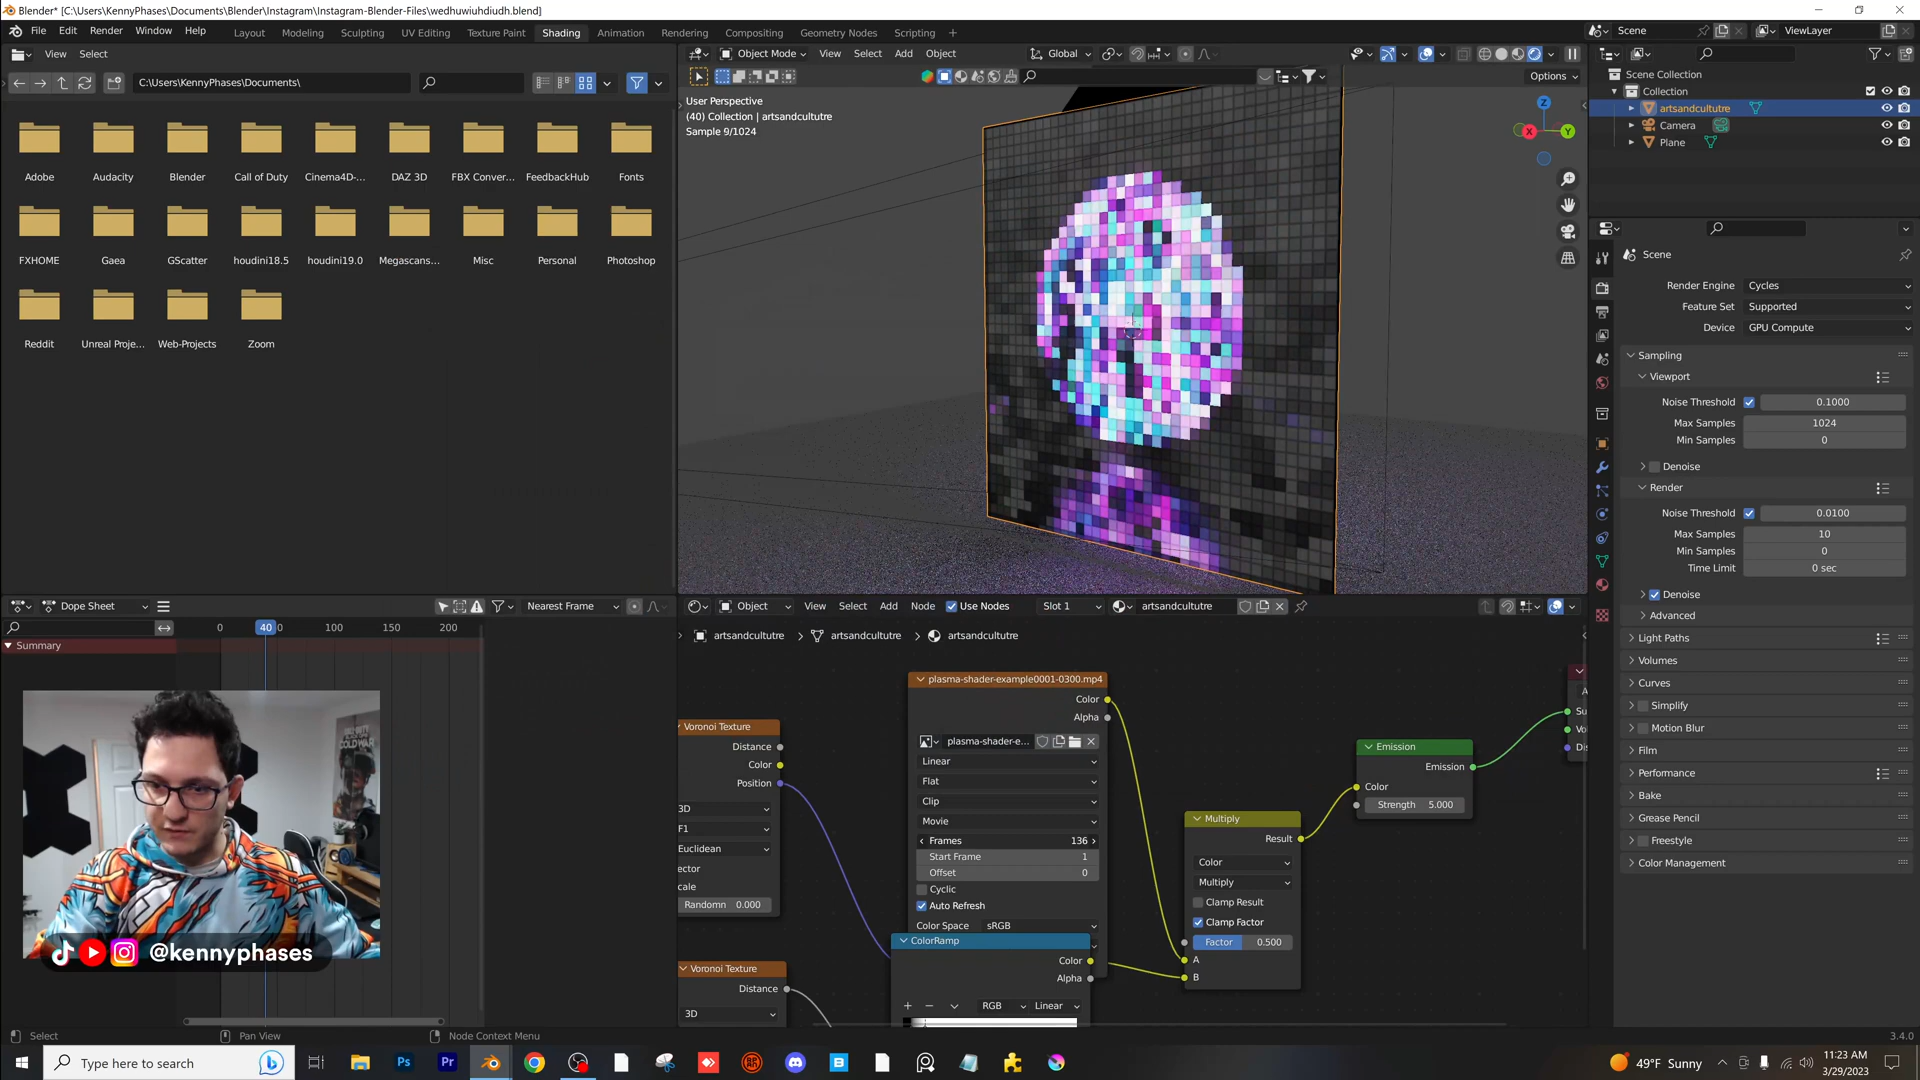 Blender* [C:\Users\KennyPhases\Documents\Blender\Instagram\Instagram-Blender-Files\wedhuwiuhdiudh.blend]
File Edit Render Window Help Layout Modeling Sculpting UV Editing Texture Paint Shading Animation Rendering Compositing Geometry Nodes Scripting + Scene ViewLayer
View Select
C:\Users\KennyPhases\Documents\
Adobe Audacity Blender Call of Duty Cinema4D-... DAZ 3D FBX Conver... FeedbackHub Fonts
FXHOME Gaea GScatter houdini18.5 houdini19.0 Megascans... Misc Personal Photoshop
Reddit Unreal Proje... Web-Projects Zoom
Object Mode View Select Add Object Global
Options
User Perspective
(40) Collection | artsandcultutre
Sample 9/1024
Z
X Y
Scene Collection
Collection
artsandcultutre
Camera
Plane
Scene
Render Engine Cycles
Feature Set Supported
Device GPU Compute
Sampling
Viewport
Noise Threshold 0.1000
Max Samples 1024
Min Samples 0
Denoise
Render
Noise Threshold 0.0100
Max Samples 10
Min Samples 0
Time Limit 0 sec
Denoise
Advanced
Light Paths
Volumes
Curves
Simplify
Motion Blur
Film
Performance
Bake
Grease Pencil
Freestyle
Color Management
Dope Sheet Nearest Frame
0 40 0 100 150 200
Summary
@kennyphases
Object View Select Add Node Use Nodes Slot 1 artsandcultutre
artsandcultutre > artsandcultutre > artsandcultutre
Voronoi Texture
Distance
Color
Position
3D
F1
Euclidean
ector
cale
Randomn 0.000
Voronoi Texture
Distance
3D
plasma-shader-example0001-0300.mp4
Color
Alpha
plasma-shader-e...
Linear
Flat
Clip
Movie
Frames 136
Start Frame 1
Offset 0
Cyclic
Auto Refresh
Color Space sRGB
ColorRamp
Color
Alpha
+ − RGB Linear
Multiply
Result
Color
Multiply
Clamp Result
Clamp Factor
Factor 0.500
A
B
Emission
Emission
Color
Strength 5.000
A
Su
Vo
Dis
Select Pan View Node Context Menu 3.4.0
Type here to search Ps Pr 49°F Sunny 11:23 AM
3/29/2023